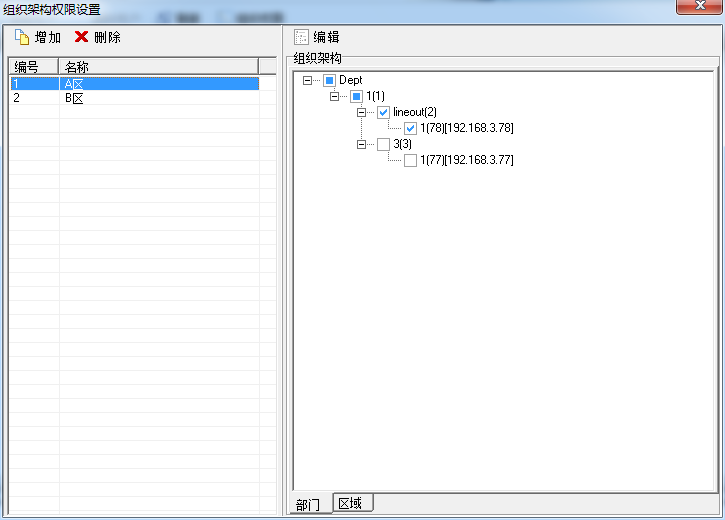 组织架构权限设置
增加 删除
编号 名称
1 A区
2 B区
编辑
组织架构
Dept
1(1)
lineout(2)
1(78)[192.168.3.78]
3(3)
1(77)[192.168.3.77]
部门 区域